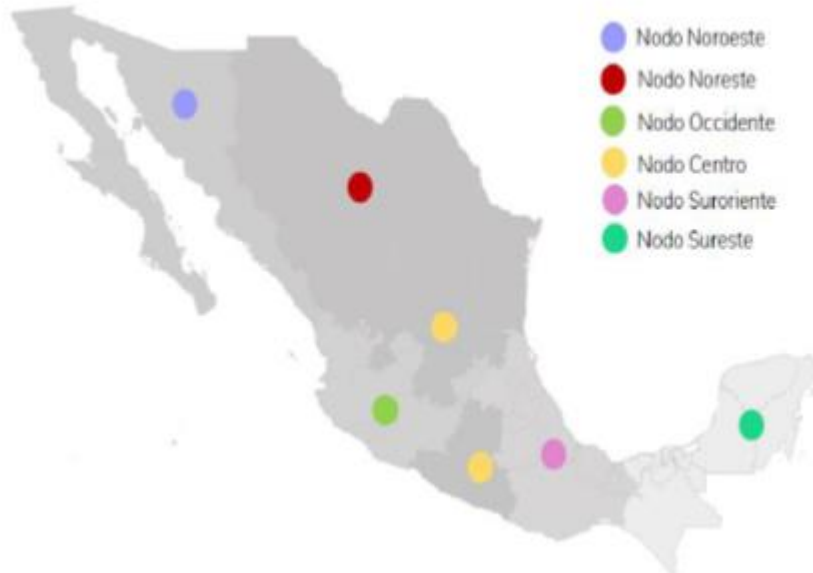 Nodo Noroeste
Nodo Noreste
Nodo Occidente
Nodo Centro
Nodo Suroriente
Nodo Sureste